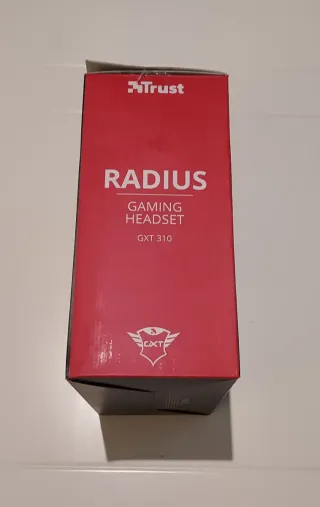 Trust
RADIUS
GAMING
HEADSET
GXT 310
GXT